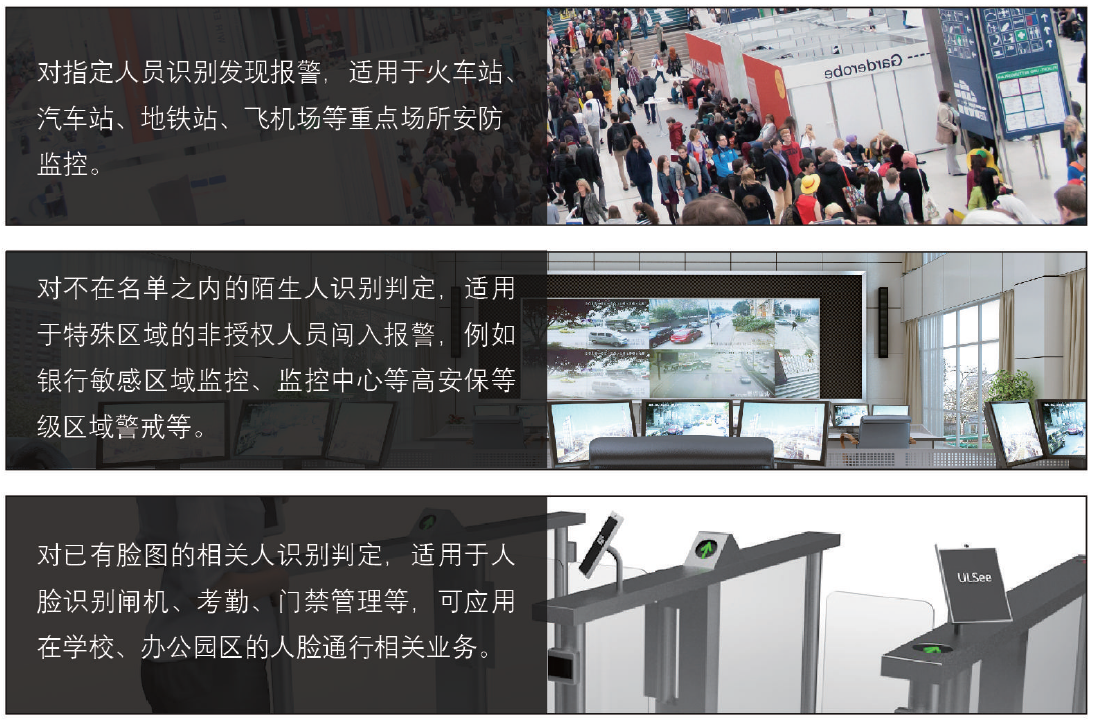 对指定人员识别发现报警，适用于火车站、
汽车站、地铁站、飞机场等重点场所安防
监控。
Garderobe
对不在名单之内的陌生人识别判定，适用
于特殊区域的非授权人员闯入报警，例如
银行敏感区域监控、监控中心等高安保等
级区域警戒等。
对已有脸图的相关人识别判定，适用于人
脸识别闸机、考勤、门禁管理等，可应用
在学校、办公园区的人脸通行相关业务。
ULSee